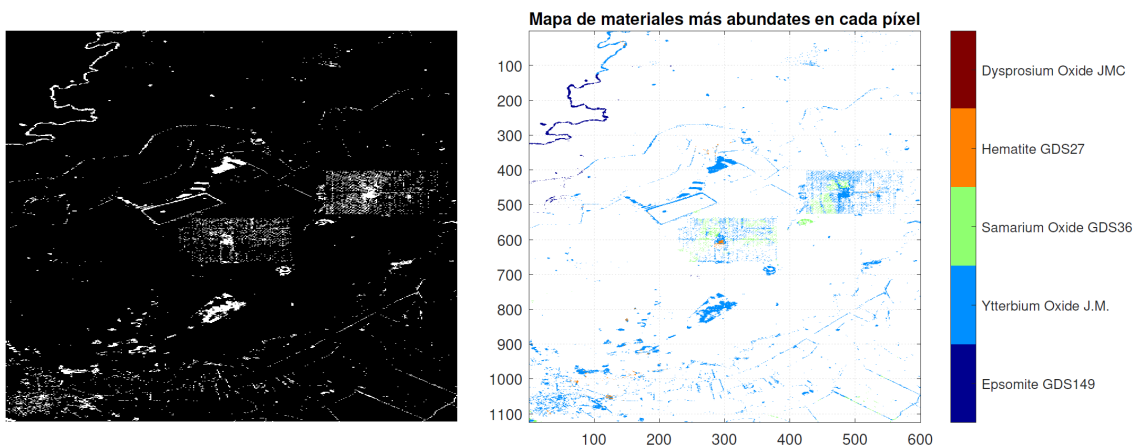 Mapa de materiales más abundates en cada píxel
100
200
300
400
500
600
700
800
900
1000
1100
100 200 300 400 500 600
Dysprosium Oxide JMC
Hematite GDS27
Samarium Oxide GDS36
Ytterbium Oxide J.M.
Epsomite GDS149